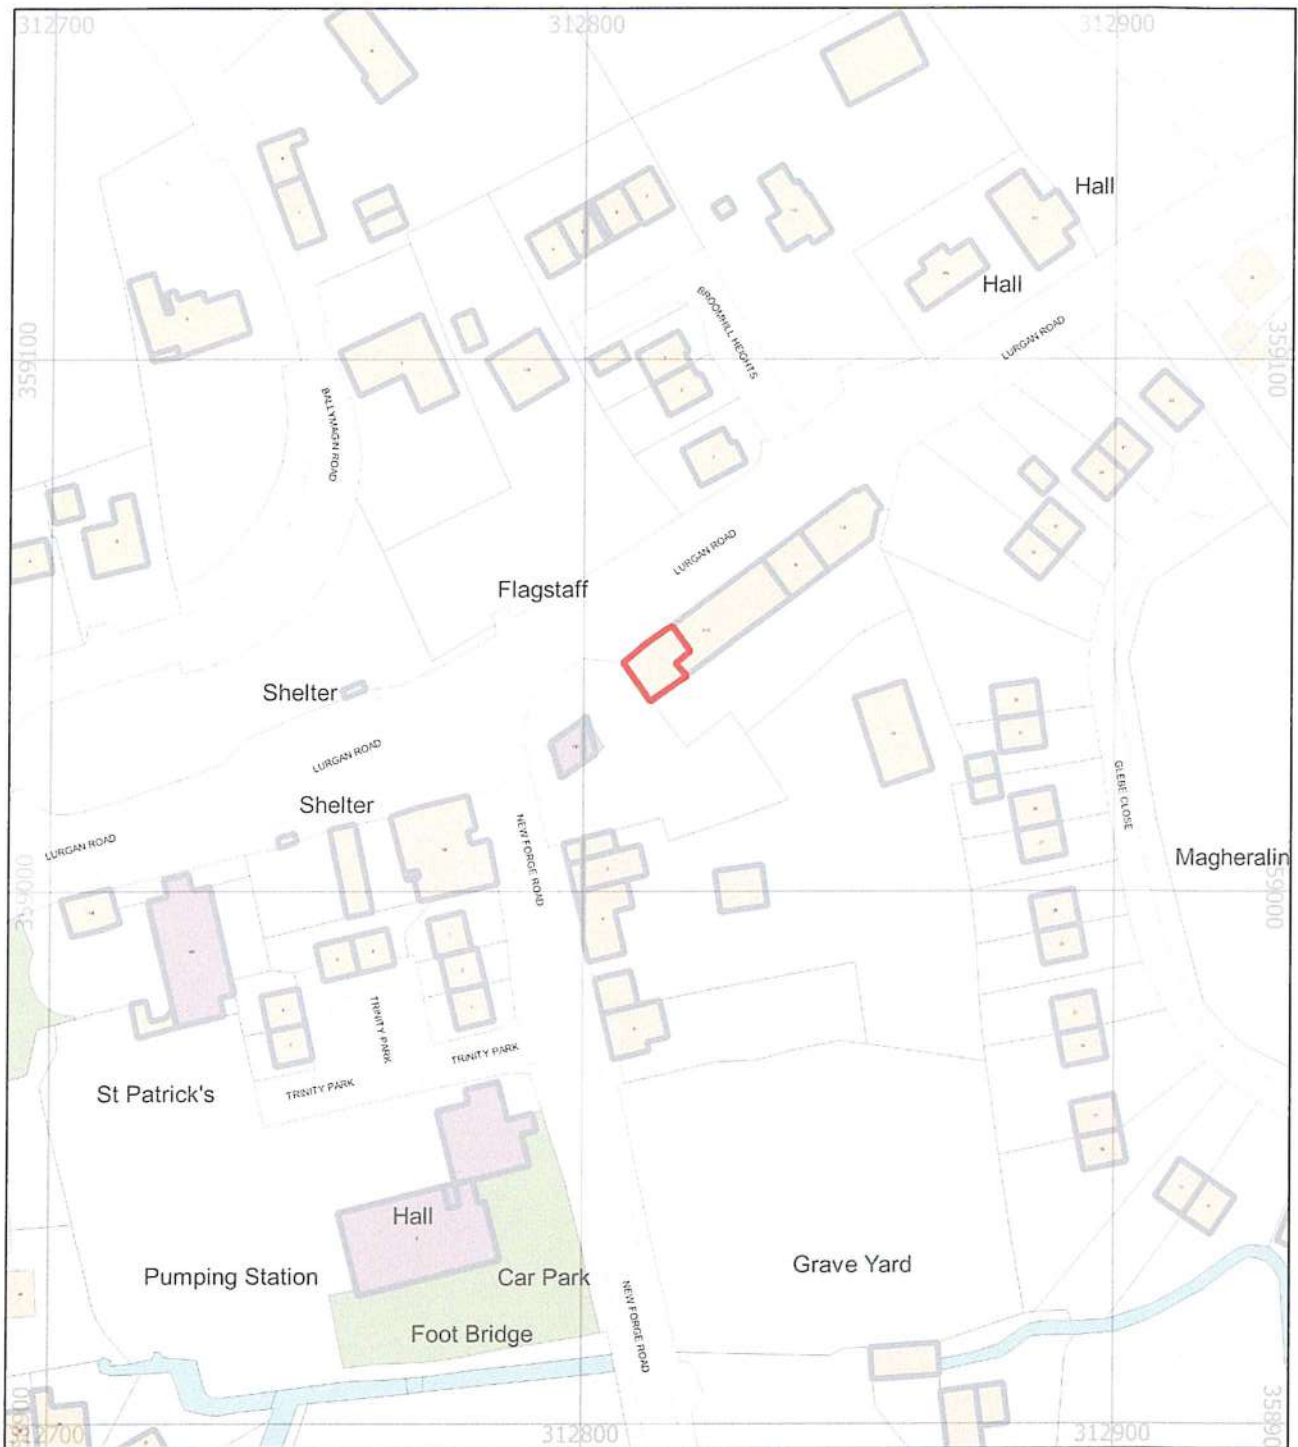 312700
312800
312900
Hall
Hall
BROOMHILL HEIGHTS
LURGAN ROAD
359100
359100
BALLYMAGIN ROAD
LURGAN ROAD
Flagstaff
Shelter
LURGAN ROAD
Shelter
GLEBE CLOSE
NEW FORGE ROAD
LURGAN ROAD
Magheralin
359000
359000
TRINITY PARK
TRINITY PARK
TRINITY PARK
St Patrick's
Hall
Grave Yard
Pumping Station
Car Park
NEW FORGE ROAD
Foot Bridge
312700
312800
312900